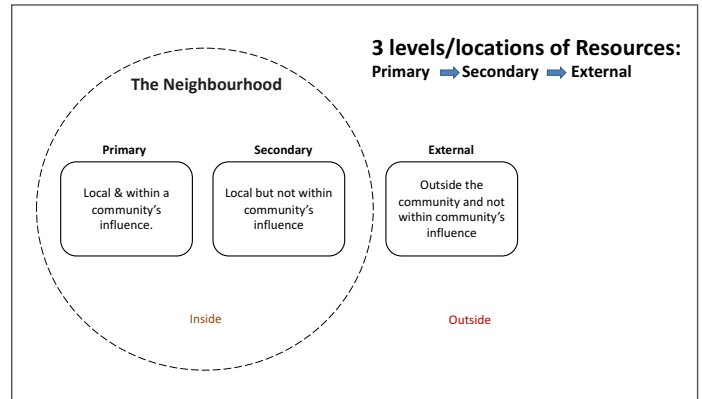 3 levels/locations of Resources:
Primary Secondary External
The Neighbourhood
Primary
Local & within a
community’s
influence.
Secondary
Local but not within
community’s
influence
External
Outside the
community and not
within community’s
influence
Inside
Outside